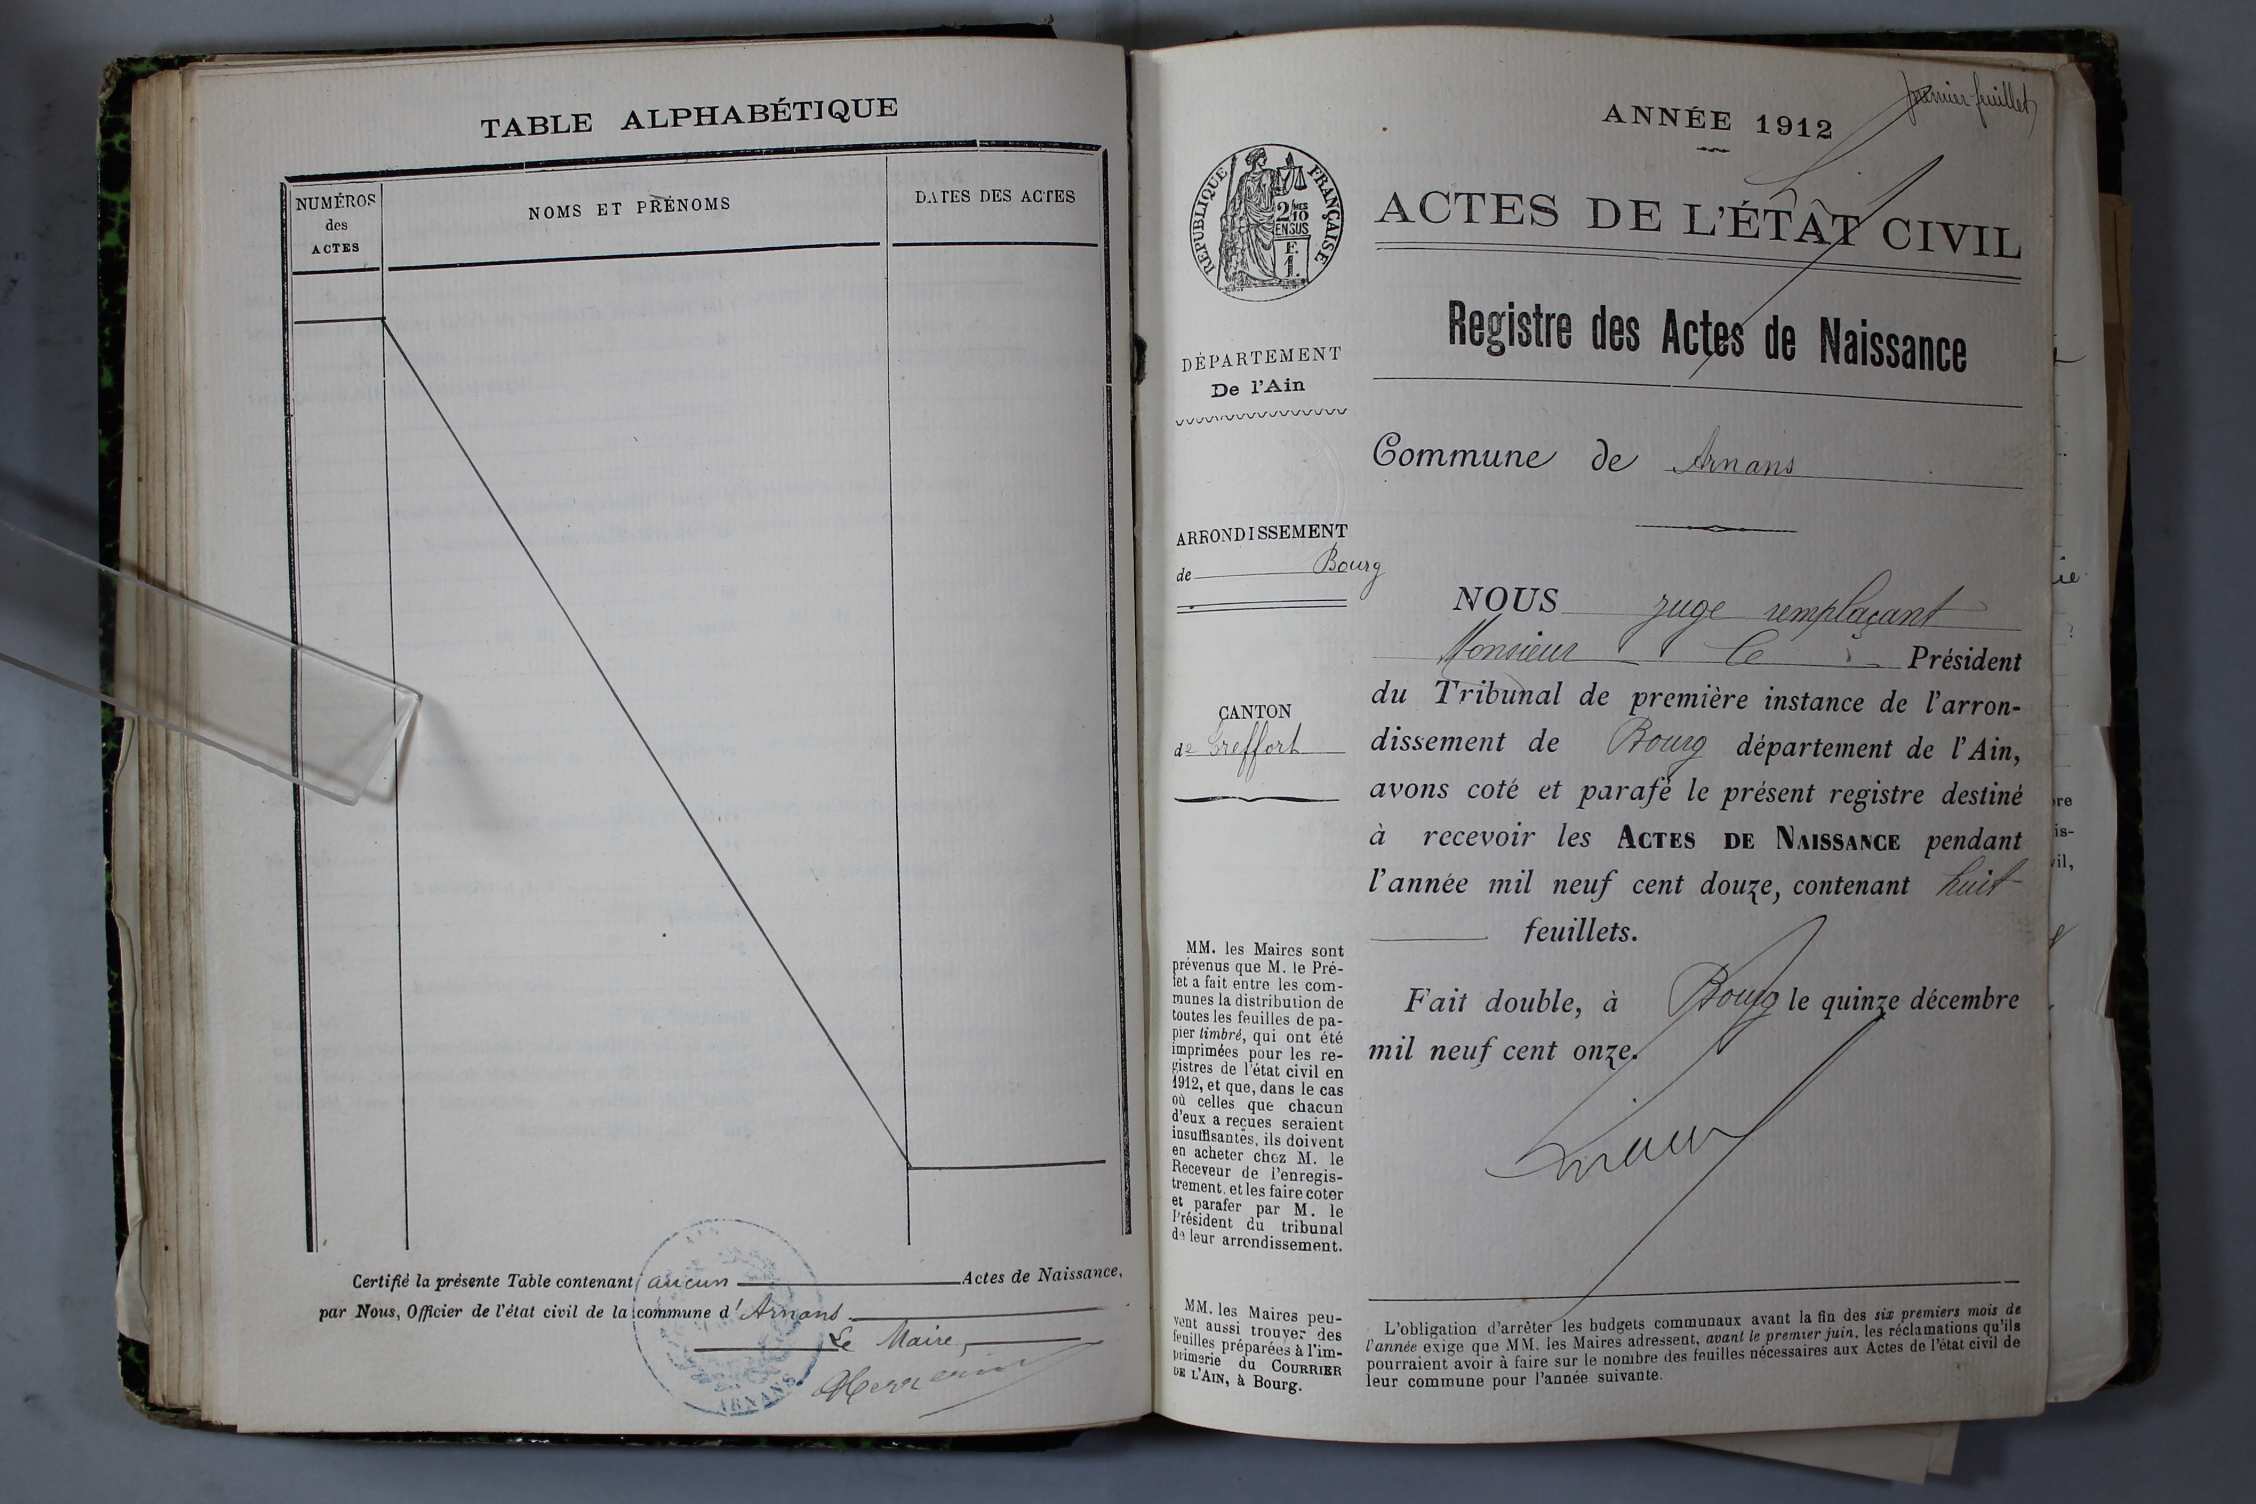 TABLE ALPHABÉTIQUE
NUMÉROS
des
ACTES
NOMS ET PRÉNOMS
DATES DES ACTES
Certifié la présente Table contenant aucun Actes de Naissance,
par Nous, Officier de l'état civil de la commune d'Arnans
Le Maire,
ARNANS
premier feuillet
ANNÉE 1912
RÉPUBLIQUE FRANÇAISE
2/10
EN SUS
F.
1.
ACTES DE L'ÉTAT CIVIL
Registre des Actes de Naissance
DÉPARTEMENT
De l'Ain
Commune de Arnans
ARRONDISSEMENT
de Bourg
CANTON
de Treffort
NOUS juge remplaçant
Monsieur le Président
du Tribunal de première instance de l'arron-
dissement de Bourg département de l'Ain,
avons coté et parafé le présent registre destiné
à recevoir les ACTES DE NAISSANCE pendant
l'année mil neuf cent douze, contenant huit
feuillets.
Fait double, à Bourg le quinze décembre
mil neuf cent onze.
MM. les Maires sont
prévenus que M. le Pré-
fet a fait entre les com-
munes la distribution de
toutes les feuilles de pa-
pier timbré, qui ont été
imprimées pour les re-
gistres de l'état civil en
1912, et que, dans le cas
où celles que chacun
d'eux a reçues seraient
insuffisantes, ils doivent
en acheter chez M. le
Receveur de l'enregis-
trement, et les faire coter
et parafer par M. le
Président du tribunal
de leur arrondissement.
MM. les Maires peu-
vent aussi trouver des
feuilles préparées à l'im-
primerie du COURRIER
DE L'AIN, à Bourg.
L'obligation d'arrêter les budgets communaux avant la fin des six premiers mois de
l'année exige que MM. les Maires adressent, avant le premier juin, les réclamations qu'ils
pourraient avoir à faire sur le nombre des feuilles nécessaires aux Actes de l'état civil de
leur commune pour l'année suivante.